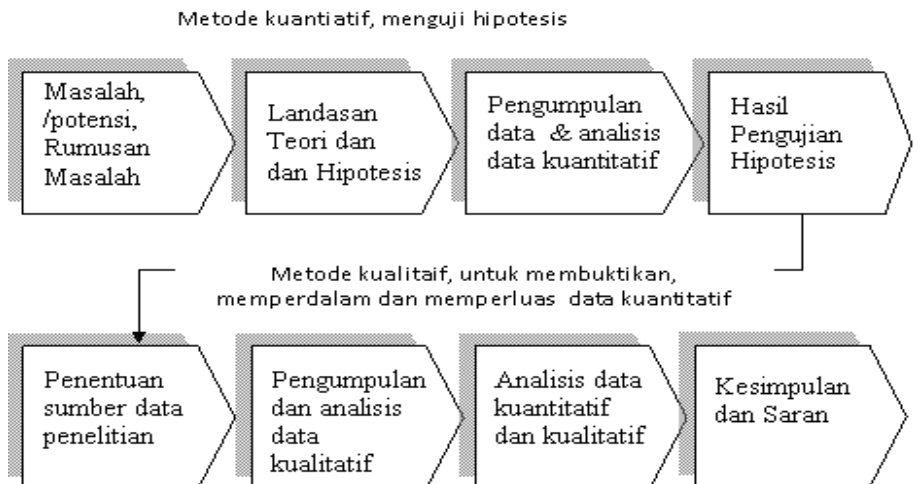 Metode kuantiatif, menguji hipotesis
Masalah,
/potensi,
Rumusan
Masalah
Landasan
Teori dan
dan Hipotesis
Pengumpulan
data & analisis
data kuantitatif
Hasil
Pengujian
Hipotesis
Metode kualitaif, untuk membuktikan,
memperdalam dan memperluas data kuantitatif
Penentuan
sumber data
penelitian
Pengumpulan
dan analisis
data
kualitatif
Analisis data
kuantitatif
dan kualitatif
Kesimpulan
dan Saran